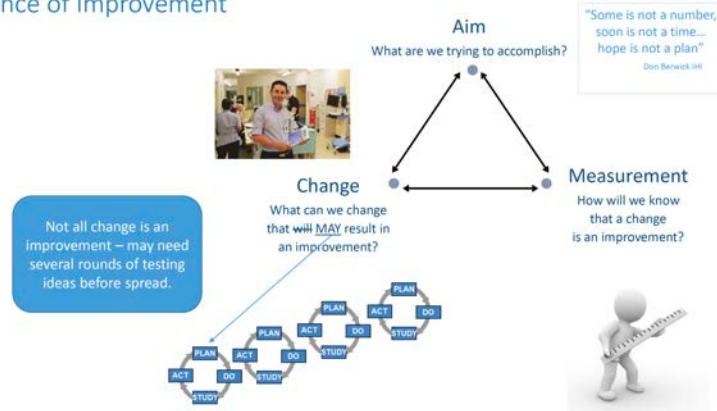 nce of Improvement
"Some is not a number,
soon is not a time...
hope is not a plan"
Don Berwick IHI
Aim
What are we trying to accomplish?
Change
What can we change
that will MAY result in
an improvement?
Measurement
How will we know
that a change
is an improvement?
Not all change is an
improvement – may need
several rounds of testing
ideas before spread.
PLAN
ACT
DO
STUDY
PLAN
ACT
DO
STUDY
PLAN
ACT
DO
STUDY
PLAN
ACT
DO
STUDY